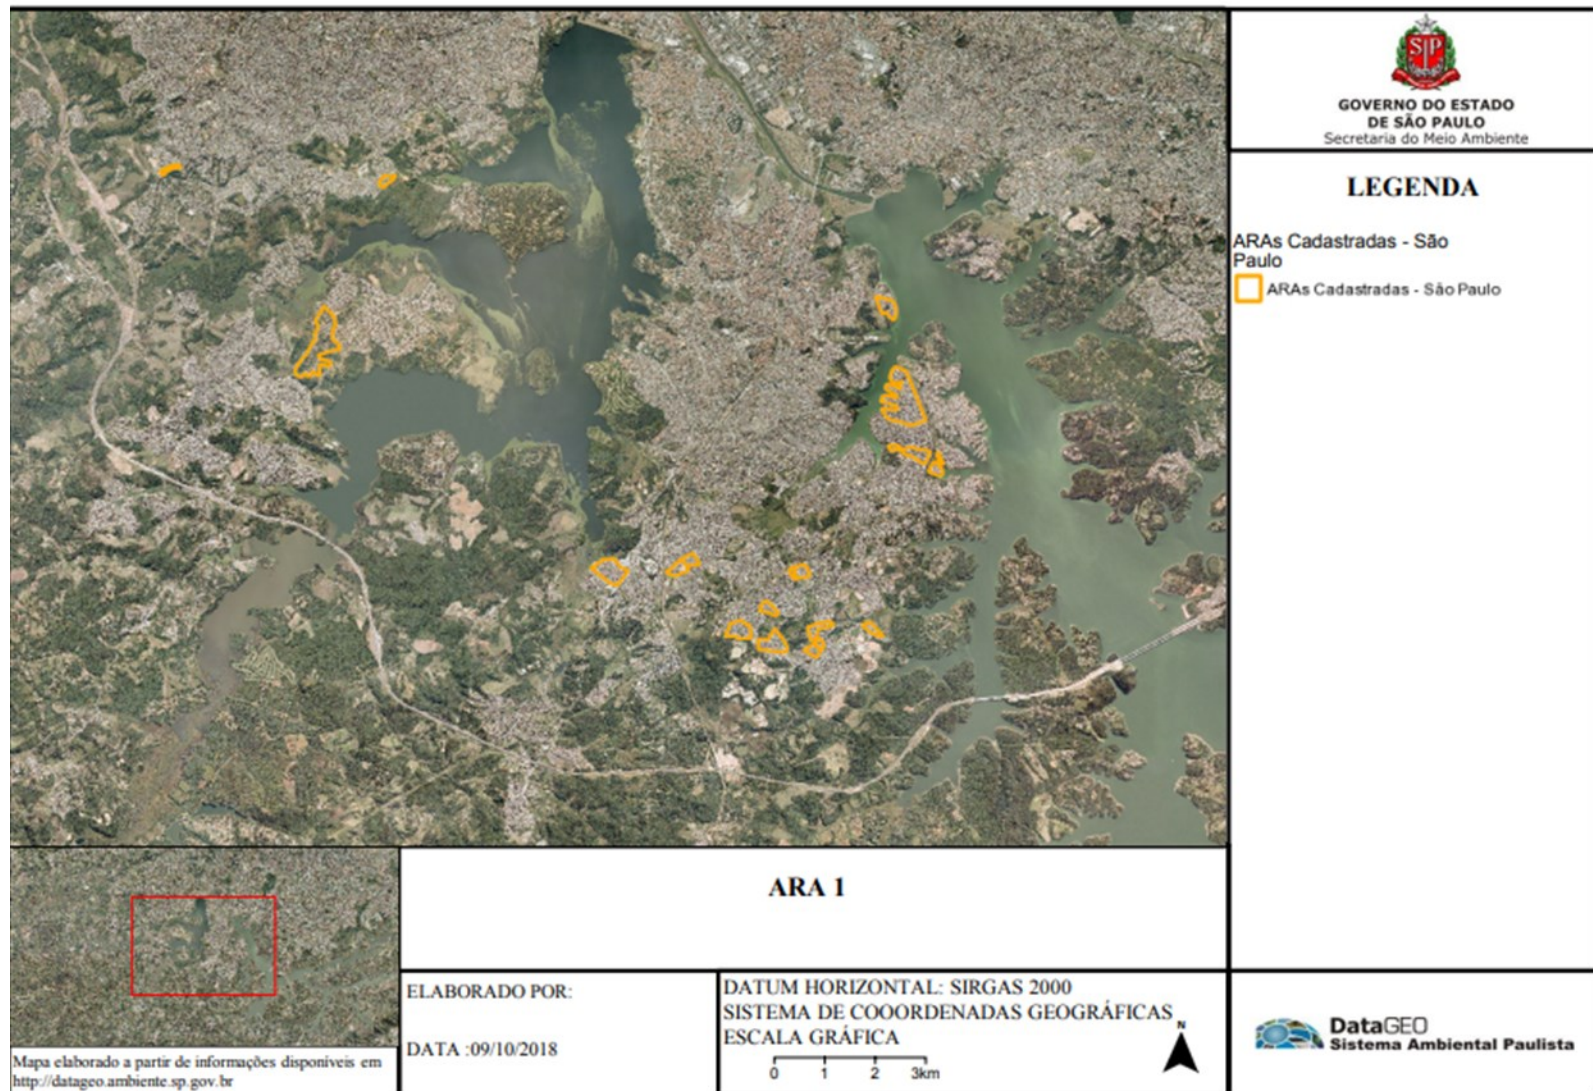 SP
GOVERNO DO ESTADO
DE SÃO PAULO
Secretaria do Meio Ambiente
LEGENDA
ARAs Cadastradas - São
Paulo
ARAs Cadastradas - São Paulo
ARA 1
ELABORADO POR:
DATA :09/10/2018
DATUM HORIZONTAL: SIRGAS 2000
SISTEMA DE COOORDENADAS GEOGRÁFICAS
ESCALA GRÁFICA
0 1 2 3km
N
Mapa elaborado a partir de informações disponíveis em
http://datageo.ambiente.sp.gov.br
DataGEO
Sistema Ambiental Paulista